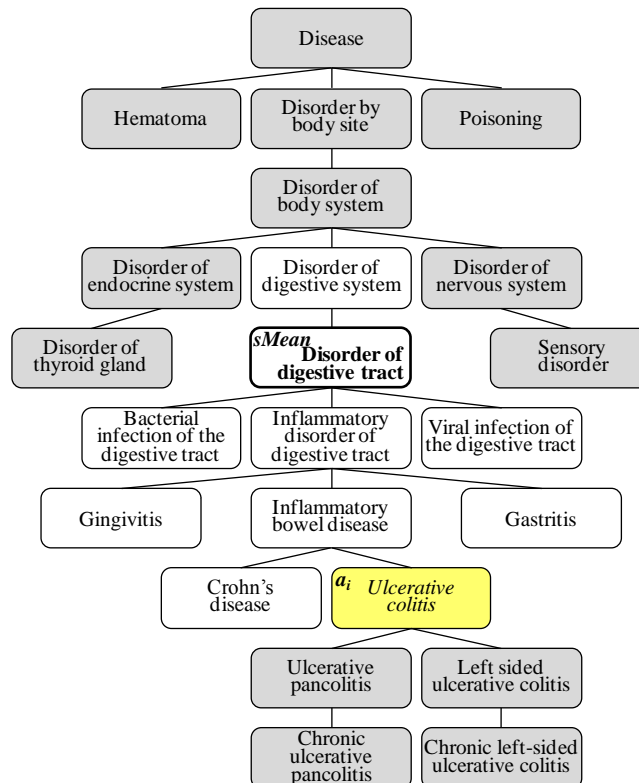 Disease
Hematoma
Disorder by
body site
Poisoning
Disorder of
body system
Disorder of
endocrine system
Disorder of
digestive system
Disorder of
nervous system
Disorder of
thyroid gland
sMean
Disorder of
digestive tract
Sensory
disorder
Bacterial
infection of the
digestive tract
Inflammatory
disorder of
digestive tract
Viral infection of
the digestive tract
Gingivitis
Inflammatory
bowel disease
Gastritis
Crohn's
disease
ai Ulcerative
colitis
Ulcerative
pancolitis
Left sided
ulcerative colitis
Chronic
ulcerative
pancolitis
Chronic left-sided
ulcerative colitis